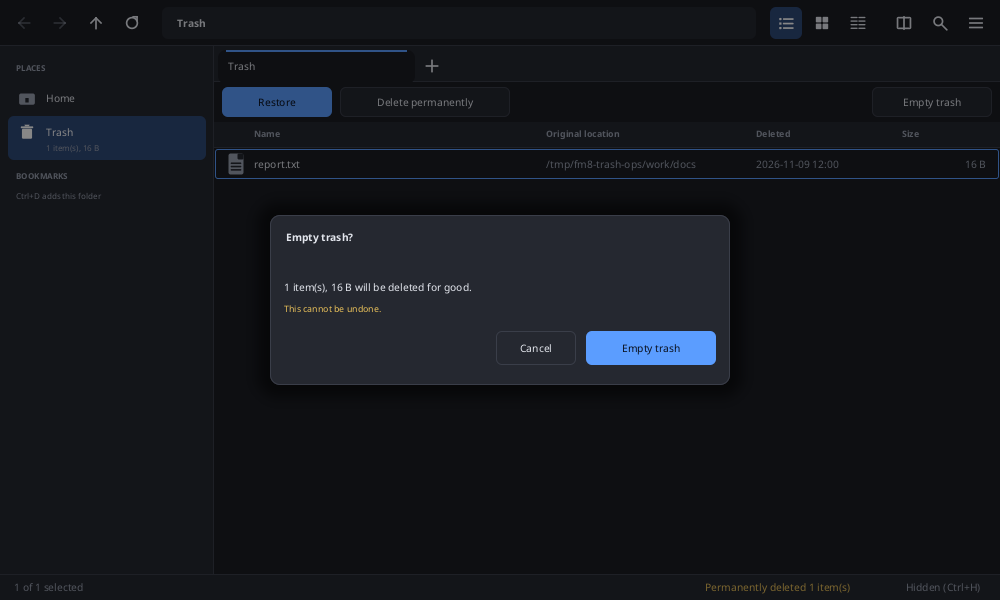 Trash
PLACES
Home
Trash
1 item(s), 16 B
BOOKMARKS
Ctrl+D adds this folder
Trash
Restore
Delete permanently
Empty trash
Name
Original location
Deleted
Size
report.txt
/tmp/fm8-trash-ops/work/docs
2026-11-09 12:00
16 B
Empty trash?
1 item(s), 16 B will be deleted for good.
This cannot be undone.
Cancel
Empty trash
1 of 1 selected
Permanently deleted 1 item(s)
Hidden (Ctrl+H)